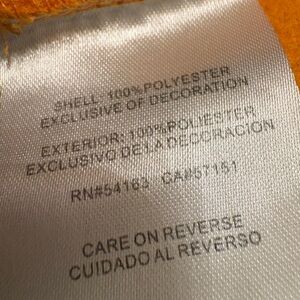 SHELL: 100%POLYESTER
EXCLUSIVE OF DECORATION
EXTERIOR: 100%POLIESTER
EXCLUSIVO DE LA DECORACION
RN#54163 CA#57151
CARE ON REVERSE
CUIDADO AL REVERSO